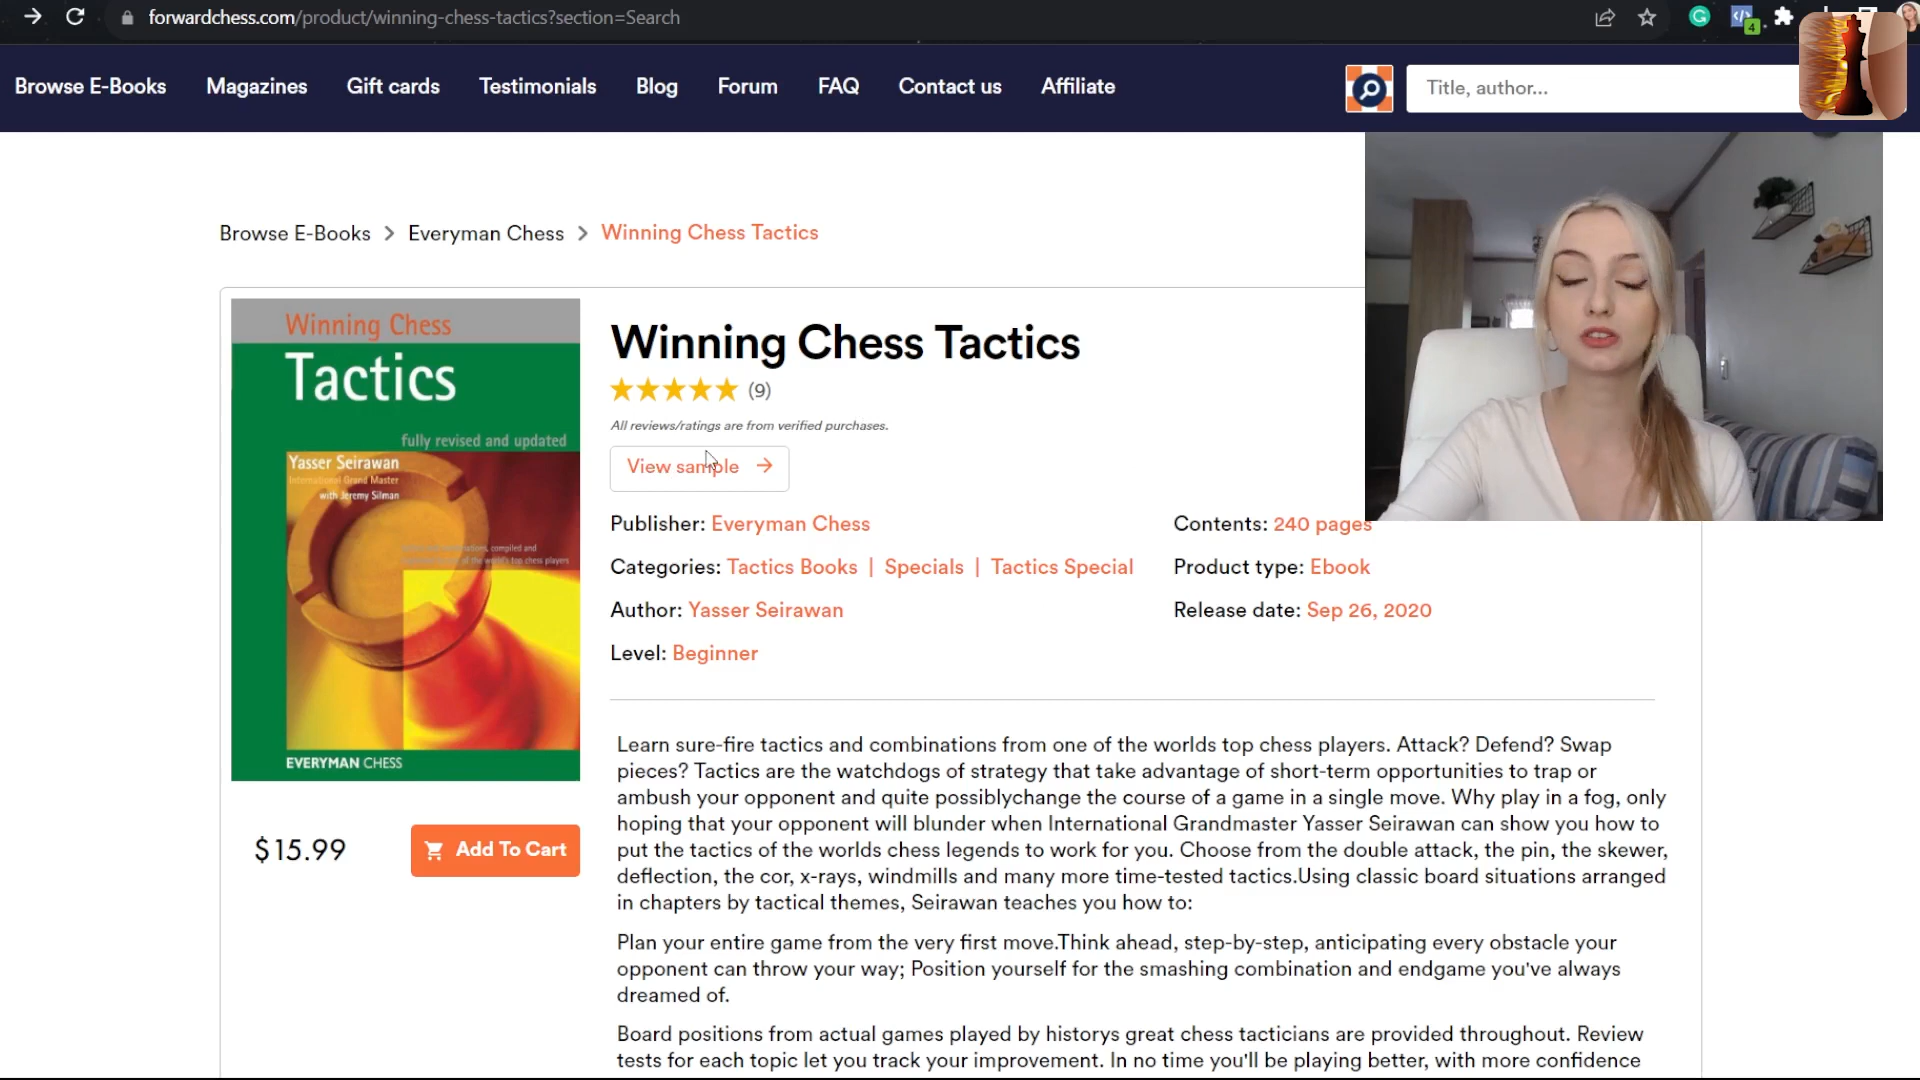 forwardchess.com/product/winning-chess-tactics?section=Search
4
Browse E-Books Magazines Gift cards Testimonials Blog Forum FAQ Contact us Affiliate
Title, author...
Browse E-Books > Everyman Chess > Winning Chess Tactics
Winning Chess
Tactics
fully revised and updated
Yasser Seirawan
International Grand Master
with Jeremy Silman
EVERYMAN CHESS
$15.99
Add To Cart
Winning Chess Tactics
(9)
All reviews/ratings are from verified purchases.
View sample
Publisher: Everyman Chess
Contents: 240 pages
Categories: Tactics Books | Specials | Tactics Special
Product type: Ebook
Author: Yasser Seirawan
Release date: Sep 26, 2020
Level: Beginner
Learn sure-fire tactics and combinations from one of the worlds top chess players. Attack? Defend? Swap
pieces? Tactics are the watchdogs of strategy that take advantage of short-term opportunities to trap or
ambush your opponent and quite possiblychange the course of a game in a single move. Why play in a fog, only
hoping that your opponent will blunder when International Grandmaster Yasser Seirawan can show you how to
put the tactics of the worlds chess legends to work for you. Choose from the double attack, the pin, the skewer,
deflection, the cor, x-rays, windmills and many more time-tested tactics.Using classic board situations arranged
in chapters by tactical themes, Seirawan teaches you how to:
Plan your entire game from the very first move.Think ahead, step-by-step, anticipating every obstacle your
opponent can throw your way; Position yourself for the smashing combination and endgame you've always
dreamed of.
Board positions from actual games played by historys great chess tacticians are provided throughout. Review
tests for each topic let you track your improvement. In no time you'll be playing better, with more confidence